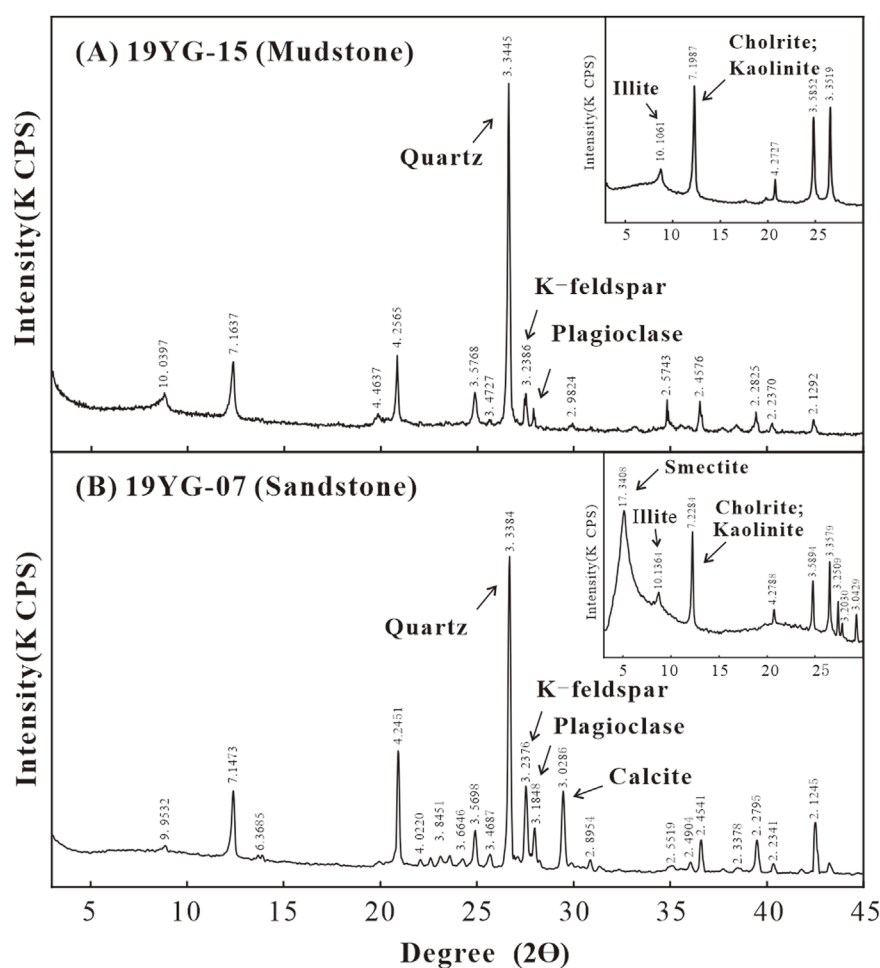 (A) 19YG-15 (Mudstone)
Intensity(K CPS)
10.0397
7.1637
4.4637
4.2565
3.5768
3.4727
3.3445
Quartz
3.2386
K-feldspar
Plagioclase
2.9824
2.5743
2.4576
2.2825
2.2370
2.1292
Intensity(K CPS)
Illite
10.1061
7.1987
Cholrite;
Kaolinite
4.2727
3.5852
3.3519
5 10 15 20 25
(B) 19YG-07 (Sandstone)
Intensity(K CPS)
9.9532
7.1473
6.3685
4.2451
4.0220
3.8451
3.6646
3.5698
3.4687
3.3384
Quartz
3.2376
K-feldspar
3.1848
Plagioclase
3.0286
Calcite
2.8954
2.5519
2.4904
2.4541
2.3378
2.2795
2.2341
2.1245
Intensity(K CPS)
17.3408
Smectite
Illite
10.1364
7.2284
Cholrite;
Kaolinite
4.2788
3.5894
3.3579
3.2509
3.2030
3.0429
5 10 15 20 25
5 10 15 20 25 30 35 40 45
Degree (2Θ)